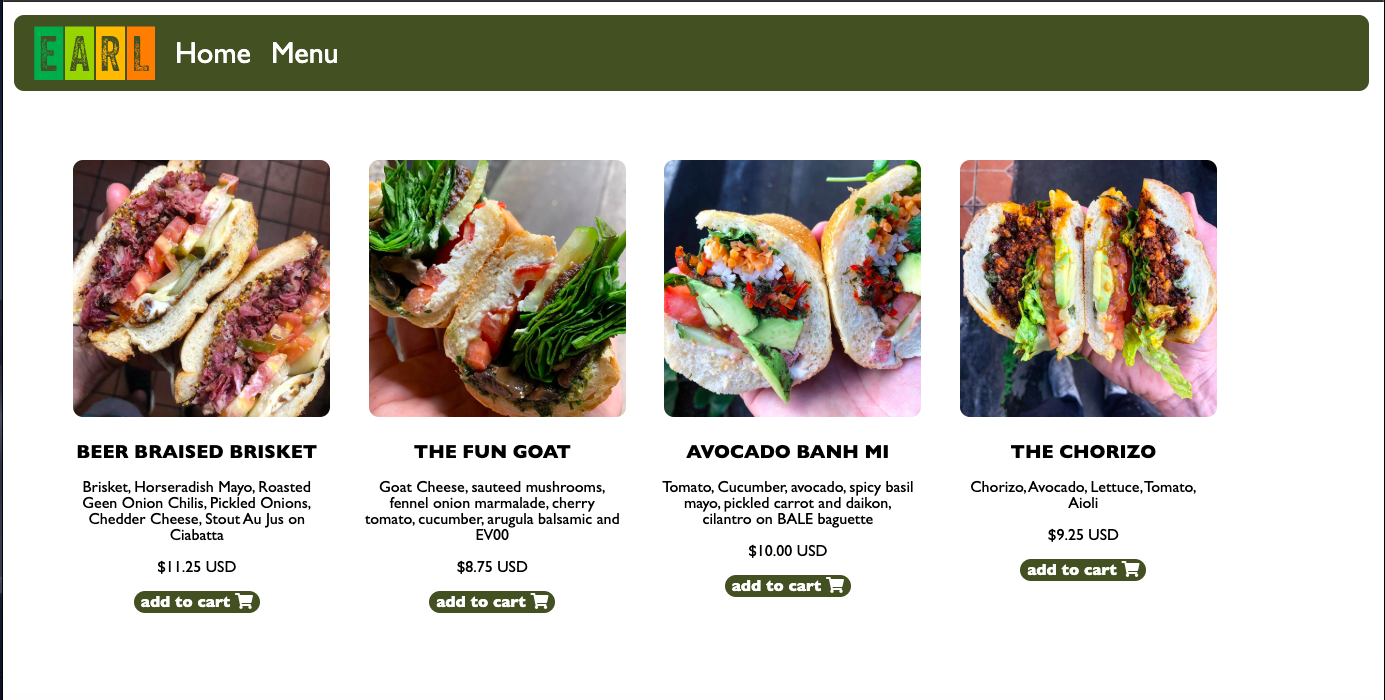 EARL Home Menu
BEER BRAISED BRISKET
Brisket, Horseradish Mayo, Roasted
Geen Onion Chilis, Pickled Onions,
Chedder Cheese, Stout Au Jus on
Ciabatta
$11.25 USD
add to cart
THE FUN GOAT
Goat Cheese, sauteed mushrooms,
fennel onion marmalade, cherry
tomato, cucumber, arugula balsamic and
EV00
$8.75 USD
add to cart
AVOCADO BANH MI
Tomato, Cucumber, avocado, spicy basil
mayo, pickled carrot and daikon,
cilantro on BALE baguette
$10.00 USD
add to cart
THE CHORIZO
Chorizo, Avocado, Lettuce, Tomato,
Aioli
$9.25 USD
add to cart